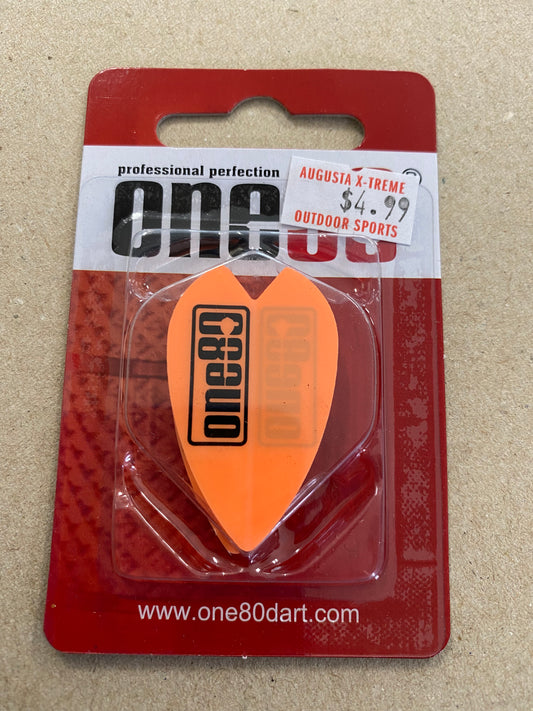 professional perfection
one80®
AUGUSTA X-TREME
$4.99
OUTDOOR SPORTS
one80
one80
www.one80dart.com